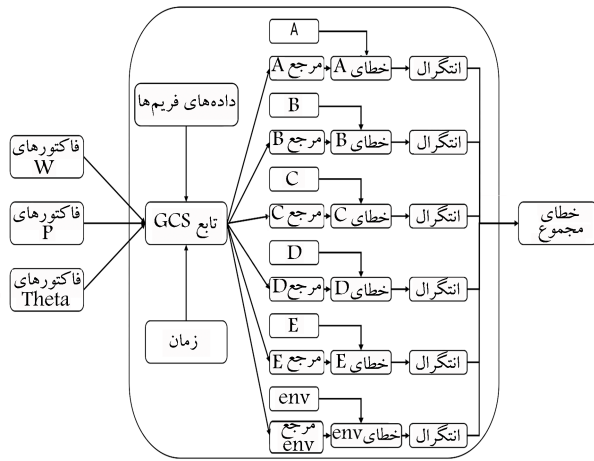 فاکتورهای
W
فاکتورهای
P
فاکتورهای
Theta
داده‌های فریم‌ها
تابع GCS
زمان
A
مرجع A
خطای A
انتگرال
B
مرجع B
خطای B
انتگرال
C
مرجع C
خطای C
انتگرال
D
مرجع D
خطای D
انتگرال
E
مرجع E
خطای E
انتگرال
env
مرجع
env
خطای env
انتگرال
خطای
مجموع